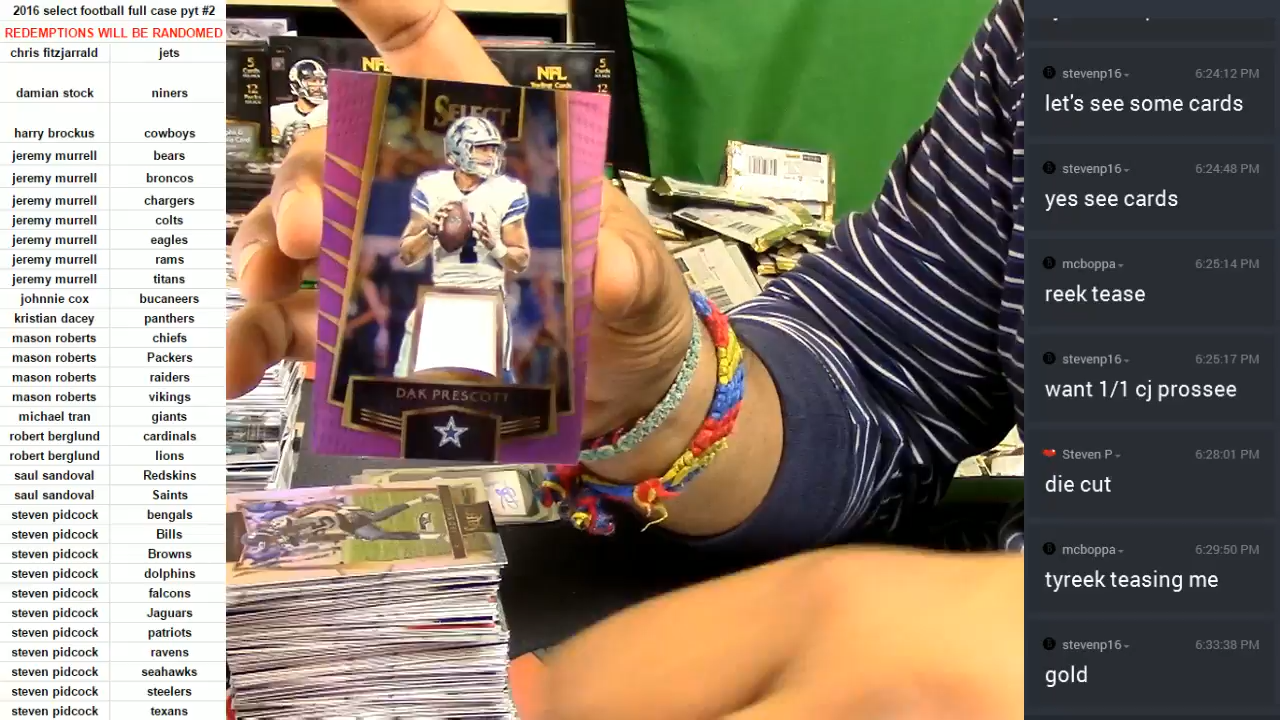 2016 select football full case pyt #2
REDEMPTIONS WILL BE RANDOMED
chris fitzjarrald jets
damian stock niners
harry brockus cowboys
jeremy murrell bears
jeremy murrell broncos
jeremy murrell chargers
jeremy murrell colts
jeremy murrell eagles
jeremy murrell rams
jeremy murrell titans
johnnie cox bucaneers
kristian dacey panthers
mason roberts chiefs
mason roberts Packers
mason roberts raiders
mason roberts vikings
michael tran giants
robert berglund cardinals
robert berglund lions
saul sandoval Redskins
saul sandoval Saints
steven pidcock bengals
steven pidcock Bills
steven pidcock Browns
steven pidcock dolphins
steven pidcock falcons
steven pidcock Jaguars
steven pidcock patriots
steven pidcock ravens
steven pidcock seahawks
steven pidcock steelers
steven pidcock texans
5
Cards
12
NFL
NFL
Trading Cards
5
Cards
12
SELECT
DAK PRESCOTT
stevenp16 6:24:12 PM
let's see some cards
stevenp16 6:24:48 PM
yes see cards
mcboppa 6:25:14 PM
reek tease
stevenp16 6:25:17 PM
want 1/1 cj prossee
Steven P 6:28:01 PM
die cut
mcboppa 6:29:50 PM
tyreek teasing me
stevenp16 6:33:38 PM
gold